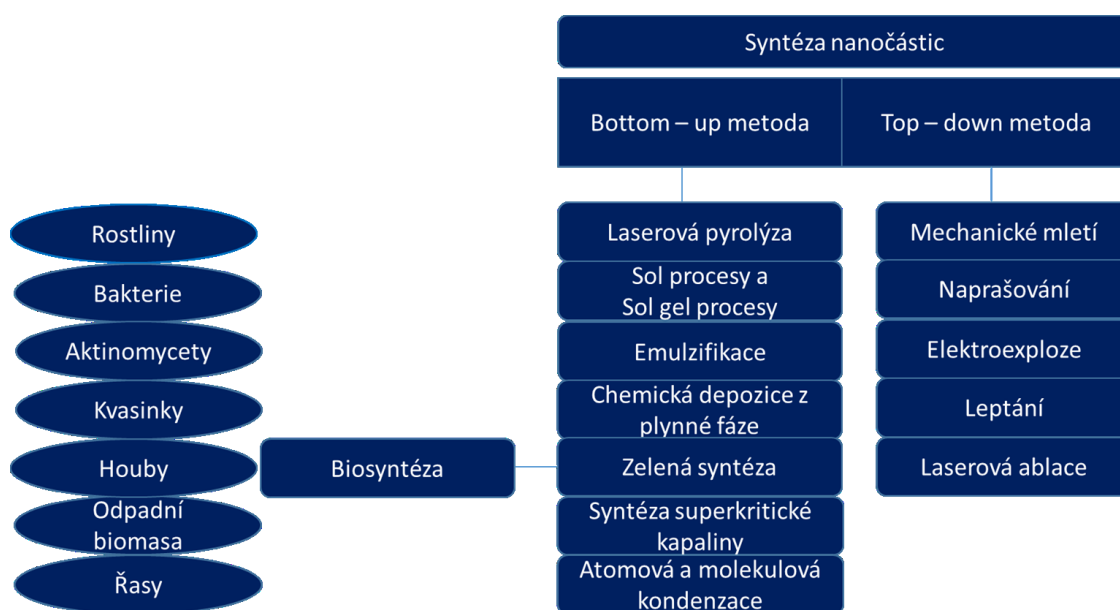 Syntéza nanočástic
Bottom – up metoda
Top – down metoda
Rostliny
Bakterie
Aktinomycety
Kvasinky
Houby
Odpadní
biomasa
Řasy
Biosyntéza
Laserová pyrolýza
Sol procesy a
Sol gel procesy
Emulzifikace
Chemická depozice z
plynné fáze
Zelená syntéza
Syntéza superkritické
kapaliny
Atomová a molekulová
kondenzace
Mechanické mletí
Naprašování
Elektroexploze
Leptání
Laserová ablace